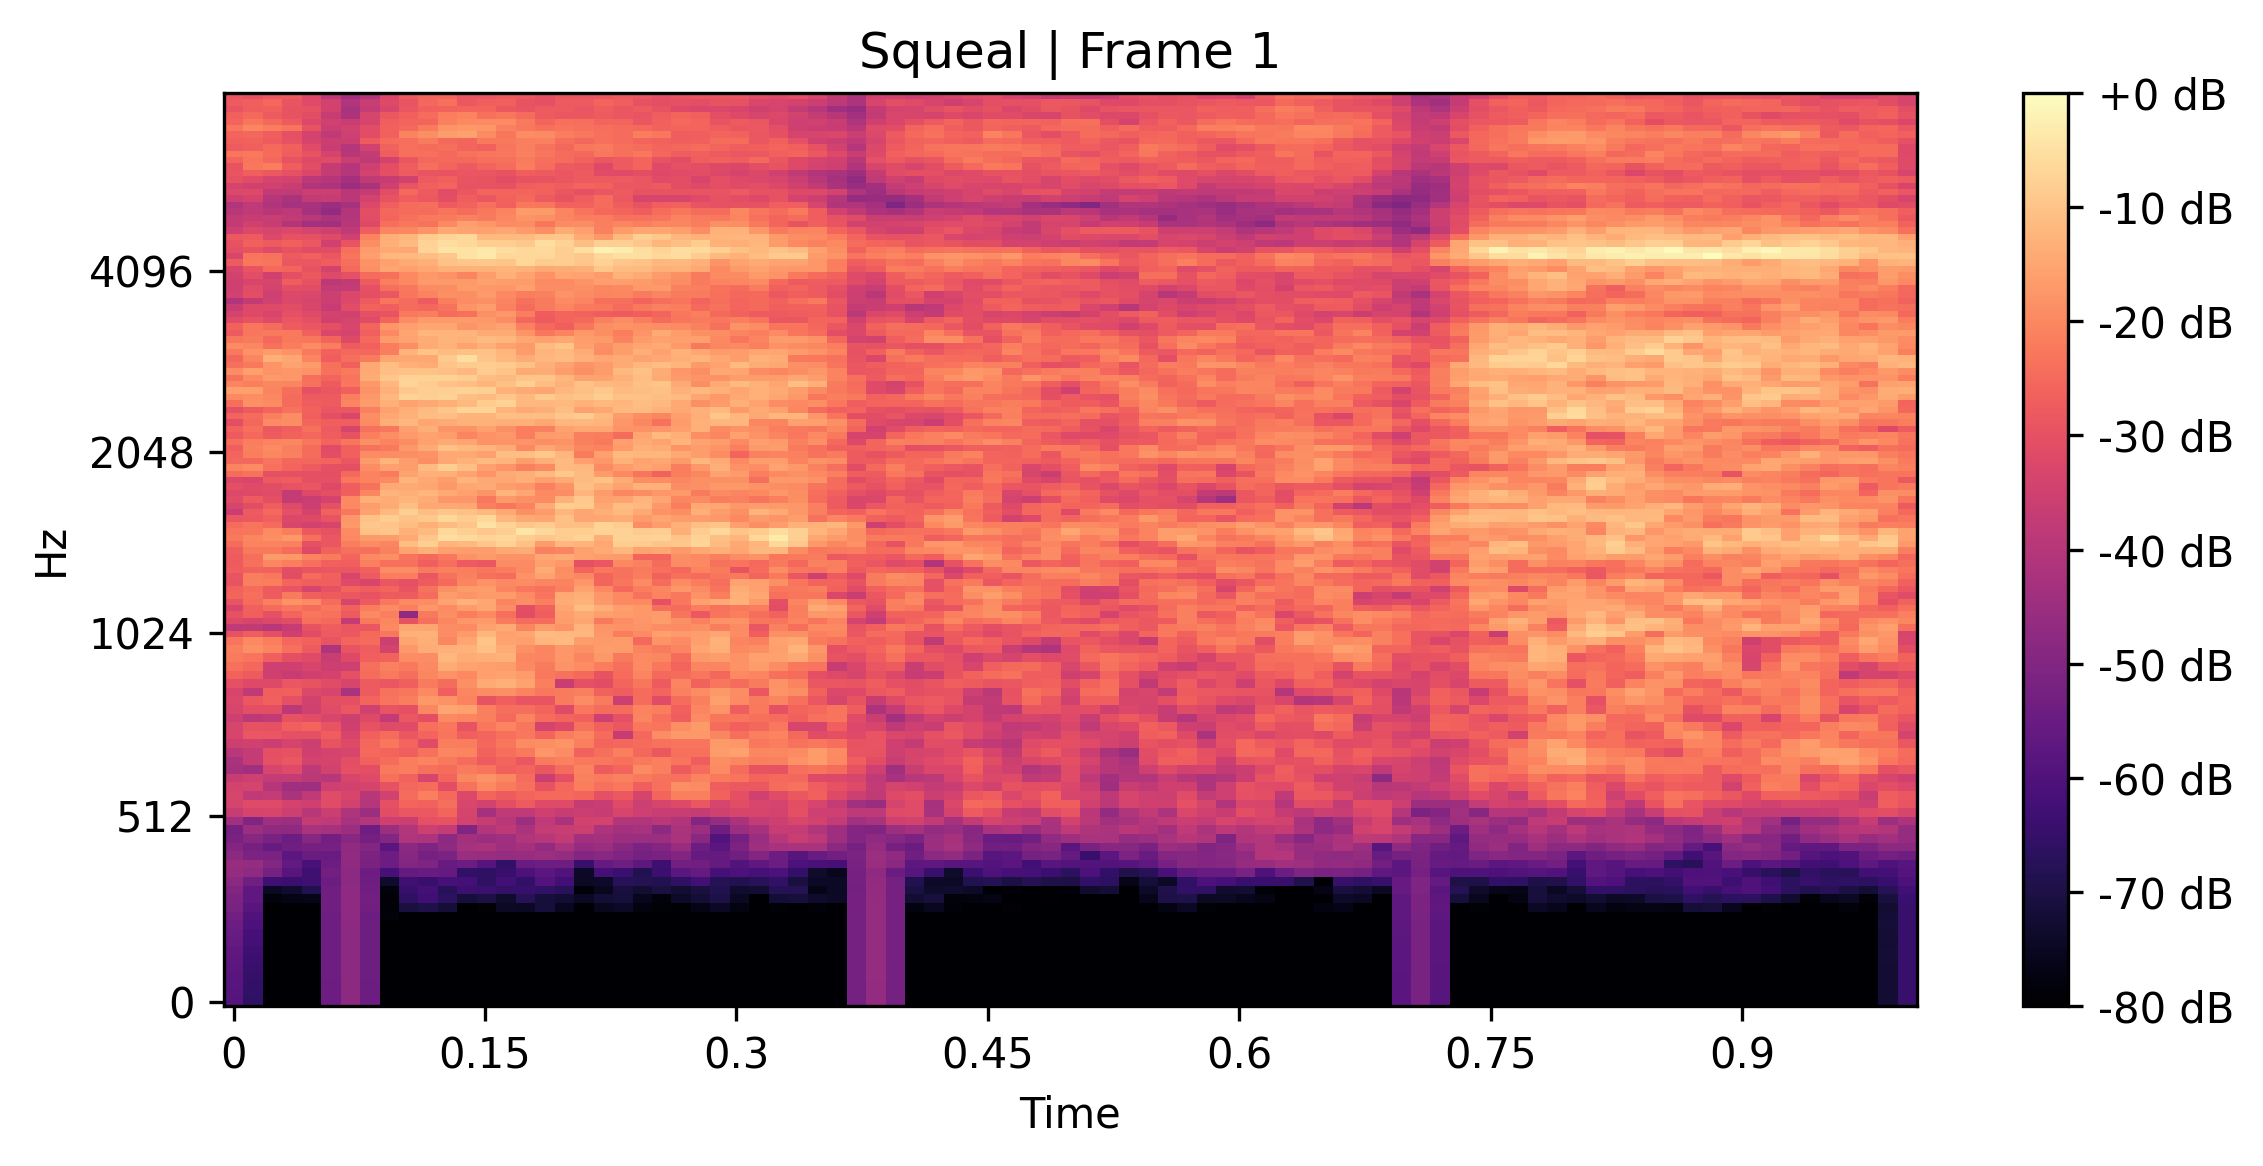 Squeal | Frame 1
+0 dB
-10 dB
-20 dB
-30 dB
-40 dB
-50 dB
-60 dB
-70 dB
-80 dB
Hz
4096
2048
1024
512
0
0 0.15 0.3 0.45 0.6 0.75 0.9
Time